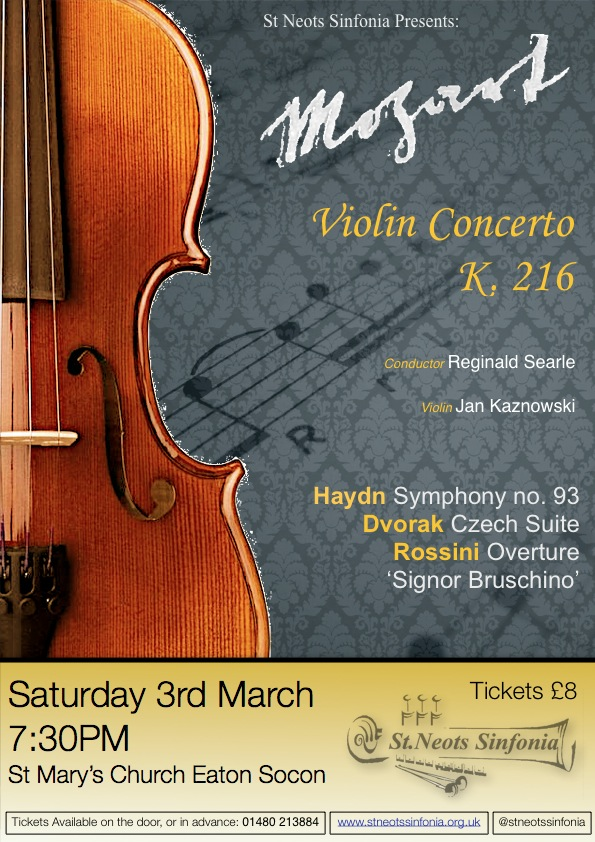 St Neots Sinfonia Presents:
Mozart
Violin Concerto
K. 216
Conductor Reginald Searle
Violin Jan Kaznowski
Haydn Symphony no. 93
Dvorak Czech Suite
Rossini Overture
‘Signor Bruschino’
Saturday 3rd March
7:30PM
St Mary’s Church Eaton Socon
Tickets £8
St.Neots Sinfonia
Tickets Available on the door, or in advance: 01480 213884
www.stneotssinfonia.org.uk
@stneotssinfonia